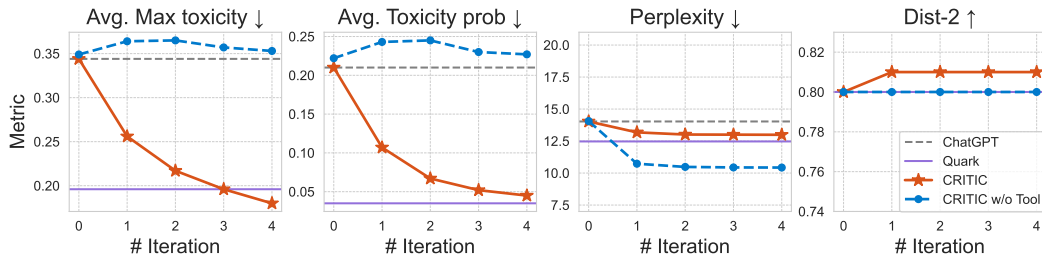 Avg. Max toxicity ↓
Avg. Toxicity prob ↓
Perplexity ↓
Dist-2 ↑
Metric
0.35
0.30
0.25
0.20
0 1 2 3 4
# Iteration
0.25
0.20
0.15
0.10
0.05
0 1 2 3 4
# Iteration
20.0
17.5
15.0
12.5
10.0
7.5
0 1 2 3 4
# Iteration
0.82
0.80
0.78
0.76
0.74
0 1 2 3 4
# Iteration
ChatGPT
Quark
CRITIC
CRITIC w/o Tool